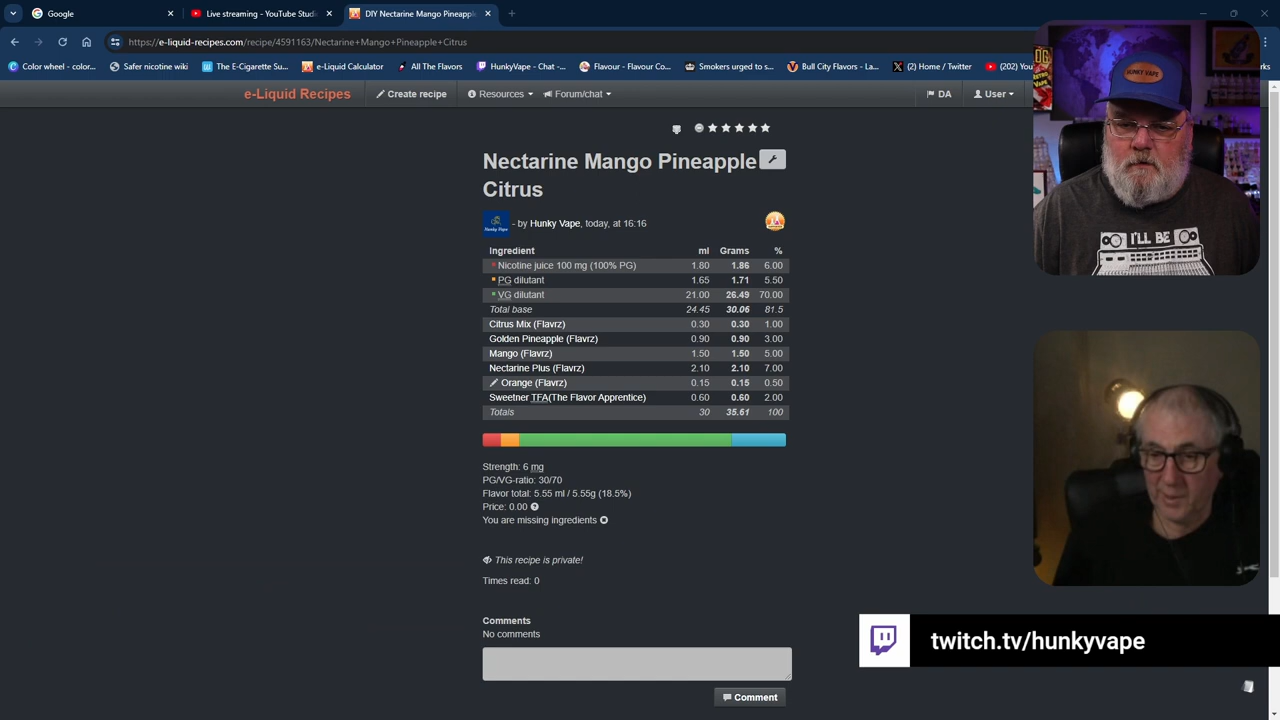 Google
Live streaming - YouTube Studi
DIY Nectarine Mango Pineappl
https://e-liquid-recipes.com/recipe/4591163/Nectarine+Mango+Pineapple+Citrus
Color wheel - color...
Safer nicotine wiki
The E-Cigarette Su...
e-Liquid Calculator
All The Flavors
HunkyVape - Chat -...
Flavour - Flavour Co...
Smokers urged to s...
Bull City Flavors - La...
(2) Home / Twitter
(202) You
rks
e-Liquid Recipes
Create recipe
Resources
Forum/chat
DA
User
HUNKY VAPE
I'LL BE
Nectarine Mango Pineapple
Citrus
- by Hunky Vape, today, at 16:16
Ingredient ml Grams %
Nicotine juice 100 mg (100% PG) 1.80 1.86 6.00
PG dilutant 1.65 1.71 5.50
VG dilutant 21.00 26.49 70.00
Total base 24.45 30.06 81.5
Citrus Mix (Flavrz) 0.30 0.30 1.00
Golden Pineapple (Flavrz) 0.90 0.90 3.00
Mango (Flavrz) 1.50 1.50 5.00
Nectarine Plus (Flavrz) 2.10 2.10 7.00
Orange (Flavrz) 0.15 0.15 0.50
Sweetner TFA(The Flavor Apprentice) 0.60 0.60 2.00
Totals 30 35.61 100
Strength: 6 mg
PG/VG-ratio: 30/70
Flavor total: 5.55 ml / 5.55g (18.5%)
Price: 0.00
You are missing ingredients
This recipe is private!
Times read: 0
Comments
No comments
Comment
twitch.tv/hunkyvape